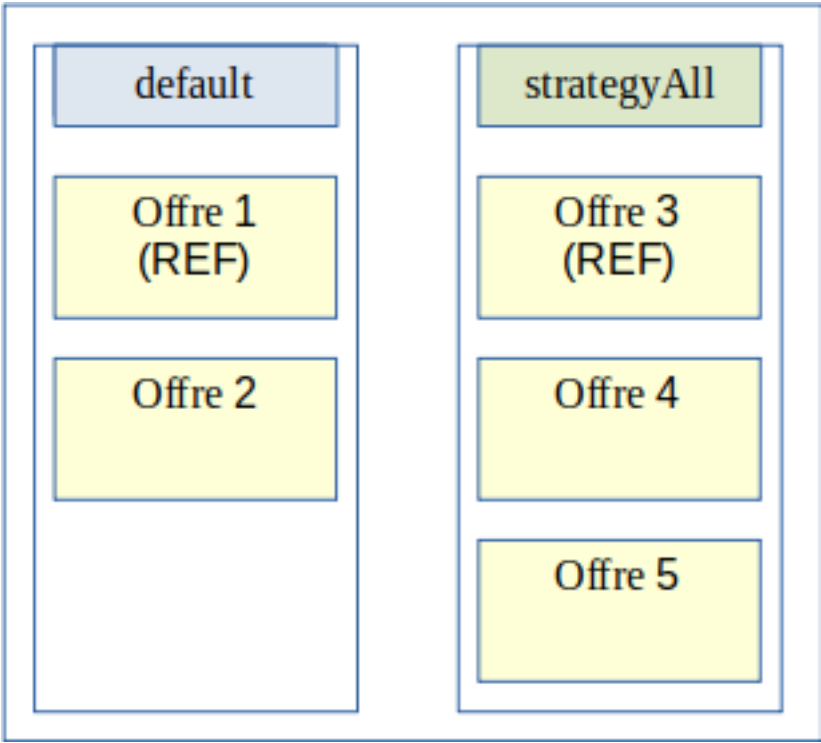 default
Offre 1
(REF)
Offre 2
strategyAll
Offre 3
(REF)
Offre 4
Offre 5